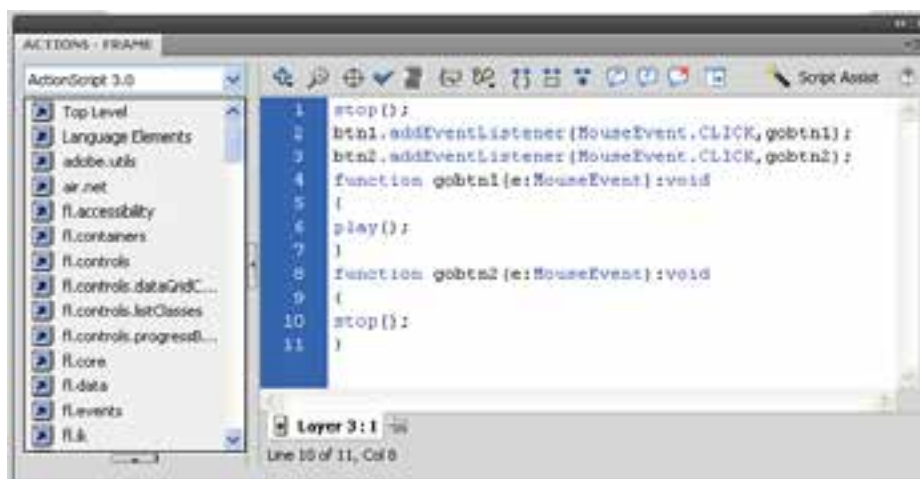 ACTIONS - FRAME
ActionScript 3.0
Script Assist
Top Level
Language Elements
adobe.utils
air.net
fl.accessibility
fl.containers
fl.controls
fl.controls.dataGridC...
fl.controls.listClasses
fl.controls.progressB...
fl.core
fl.data
fl.events
fl.ik
1 stop();
2 btn1.addEventListener(MouseEvent.CLICK,gobtn1);
3 btn2.addEventListener(MouseEvent.CLICK,gobtn2);
4 function gobtn1(e:MouseEvent):void
5 {
6 play();
7 }
8 function gobtn2(e:MouseEvent):void
9 {
10 stop();
11 }
Layer 3 : 1
Line 10 of 11, Col 8